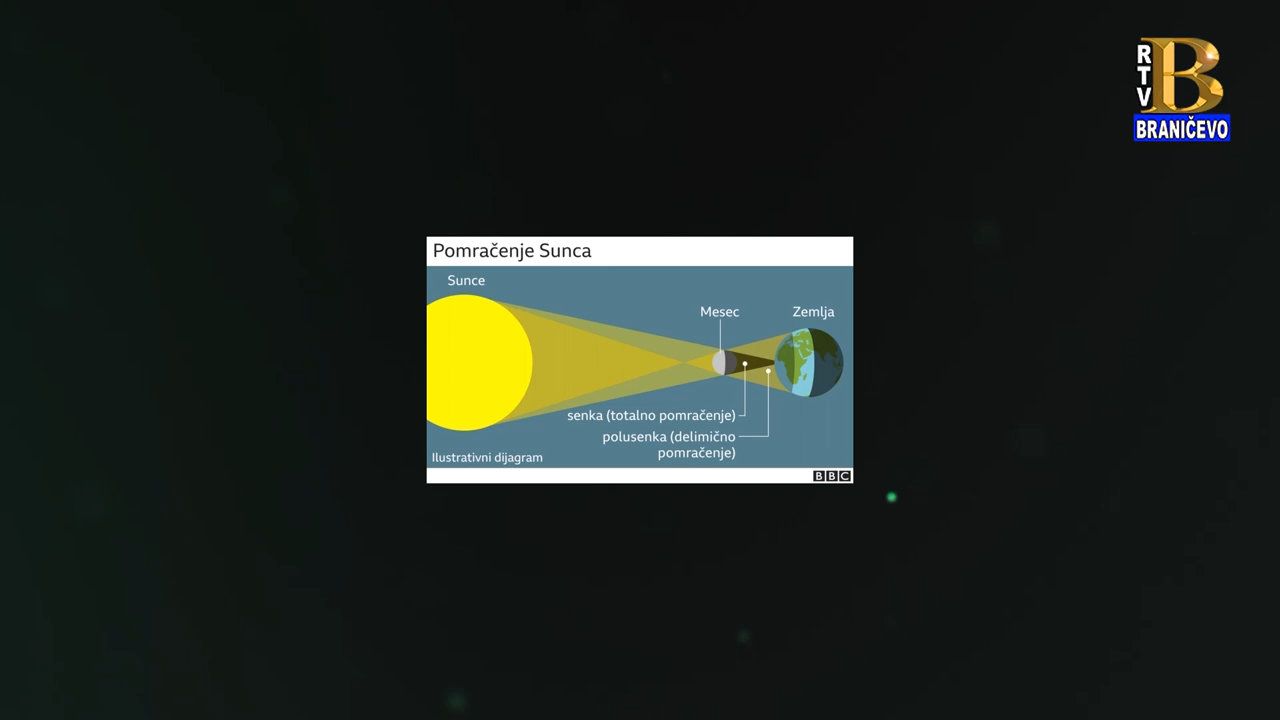 RTV
B
BRANIČEVO
Pomračenje Sunca
Sunce
Mesec
Zemlja
senka (totalno pomračenje)
polusenka (delimično
pomračenje)
Ilustrativni dijagram
BBC